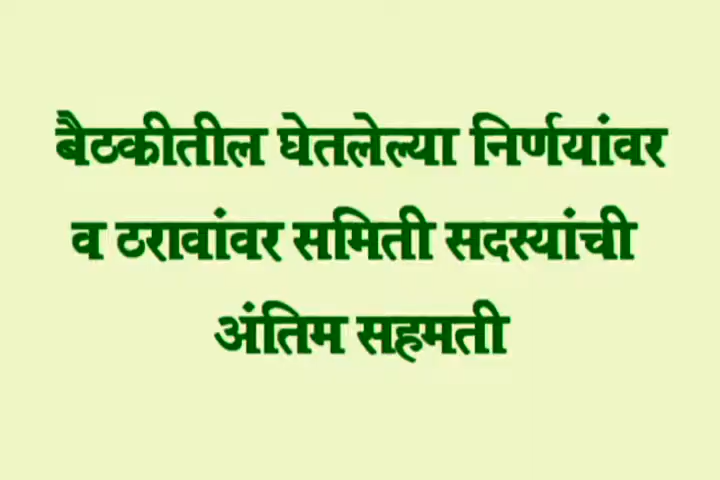 बैठकीतील घेतलेल्या निर्णयांवर
व ठरावांवर समिती सदस्यांची
अंतिम सहमती